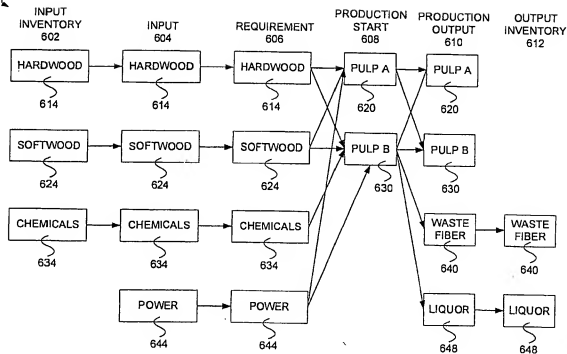 INPUT INVENTORY 602
INPUT 604
REQUIREMENT 606
PRODUCTION START 608
PRODUCTION OUTPUT 610
OUTPUT INVENTORY 612
HARDWOOD HARDWOOD HARDWOOD PULP A PULP A
614 614 614 620 620
SOFTWOOD SOFTWOOD SOFTWOOD PULP B PULP B
624 624 624 630 630
CHEMICALS CHEMICALS CHEMICALS WASTE FIBER WASTE FIBER
634 634 634 640 640
POWER POWER LIQUOR LIQUOR
644 644 648 648